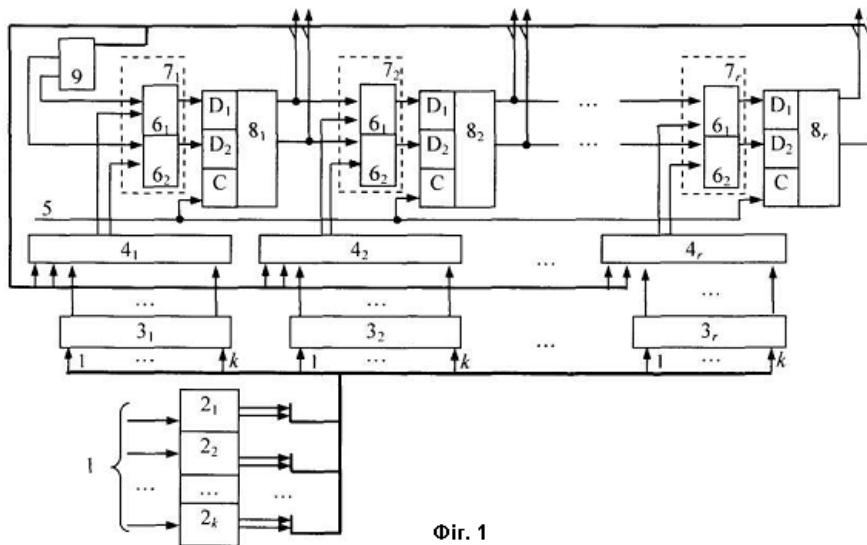 9 7₁ 7₂ 7ᵣ
6₁ D₁ 6₁ D₁ ... 6₁ D₁
8₁ 8₂ 8ᵣ
6₂ D₂ 6₂ D₂ ... 6₂ D₂
C C C
5
4₁ 4₂ ... 4ᵣ
... ... ...
3₁ 3₂ ... 3ᵣ
1 ... k 1 ... k 1 ... k
2₁
1 2₂
... ... ...
2ₖ
Фіг. 1